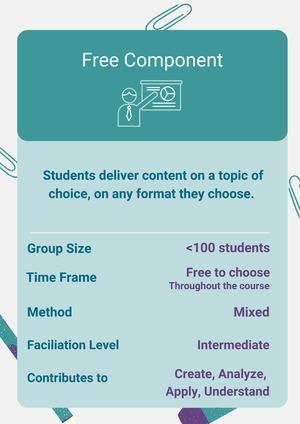 Free Component
Students deliver content on a topic of
choice, on any format they choose.
Group Size
<100 students
Time Frame
Free to choose
Throughout the course
Method
Mixed
Faciliation Level
Intermediate
Contributes to
Create, Analyze,
Apply, Understand